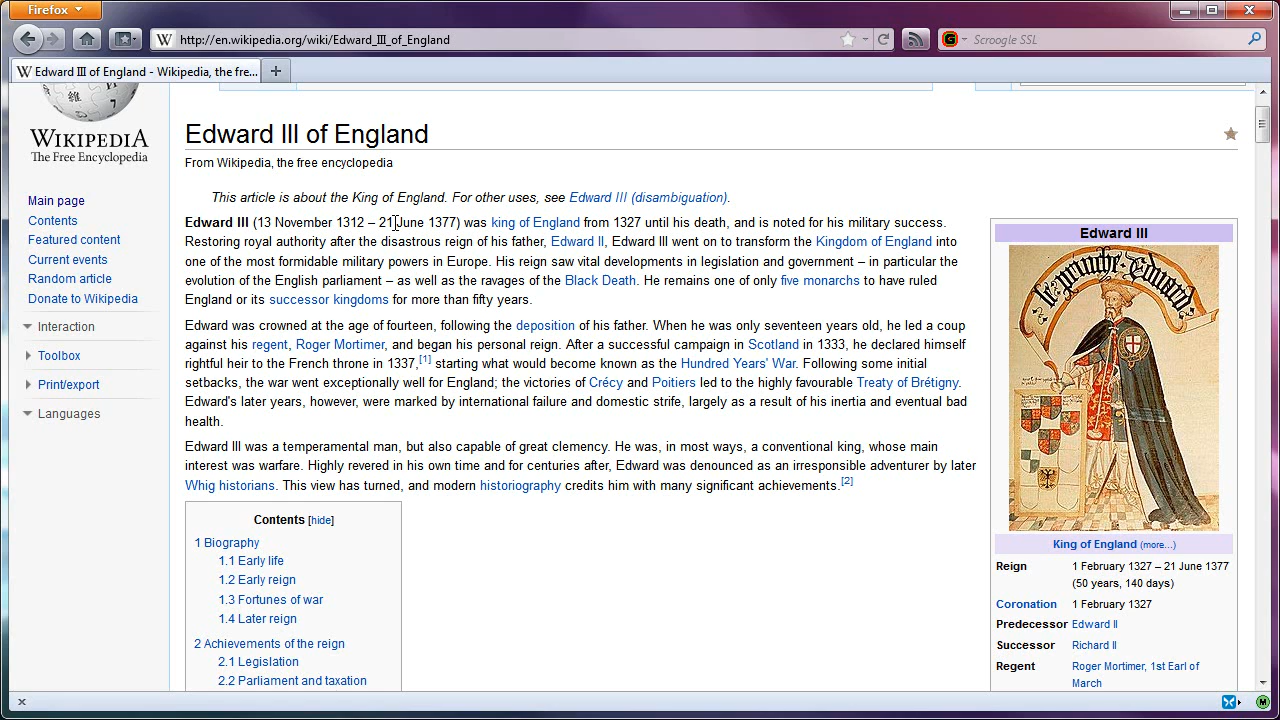 Firefox
http://en.wikipedia.org/wiki/Edward_III_of_England
Scroogle SSL
Edward III of England - Wikipedia, the fre...
WIKIPEDIA
The Free Encyclopedia
Main page
Contents
Featured content
Current events
Random article
Donate to Wikipedia
Interaction
Toolbox
Print/export
Languages
Edward III of England
From Wikipedia, the free encyclopedia
This article is about the King of England. For other uses, see Edward III (disambiguation).
Edward III (13 November 1312 – 21 June 1377) was king of England from 1327 until his death, and is noted for his military success.
Restoring royal authority after the disastrous reign of his father, Edward II, Edward III went on to transform the Kingdom of England into
one of the most formidable military powers in Europe. His reign saw vital developments in legislation and government – in particular the
evolution of the English parliament – as well as the ravages of the Black Death. He remains one of only five monarchs to have ruled
England or its successor kingdoms for more than fifty years.
Edward was crowned at the age of fourteen, following the deposition of his father. When he was only seventeen years old, he led a coup
against his regent, Roger Mortimer, and began his personal reign. After a successful campaign in Scotland in 1333, he declared himself
rightful heir to the French throne in 1337,[1] starting what would become known as the Hundred Years' War. Following some initial
setbacks, the war went exceptionally well for England; the victories of Crécy and Poitiers led to the highly favourable Treaty of Brétigny.
Edward's later years, however, were marked by international failure and domestic strife, largely as a result of his inertia and eventual bad
health.
Edward III was a temperamental man, but also capable of great clemency. He was, in most ways, a conventional king, whose main
interest was warfare. Highly revered in his own time and for centuries after, Edward was denounced as an irresponsible adventurer by later
Whig historians. This view has turned, and modern historiography credits him with many significant achievements.[2]
Contents [hide]
1 Biography
1.1 Early life
1.2 Early reign
1.3 Fortunes of war
1.4 Later reign
2 Achievements of the reign
2.1 Legislation
2.2 Parliament and taxation
Edward III
King of England (more...)
Reign 1 February 1327 – 21 June 1377
(50 years, 140 days)
Coronation 1 February 1327
Predecessor Edward II
Successor Richard II
Regent Roger Mortimer, 1st Earl of
March